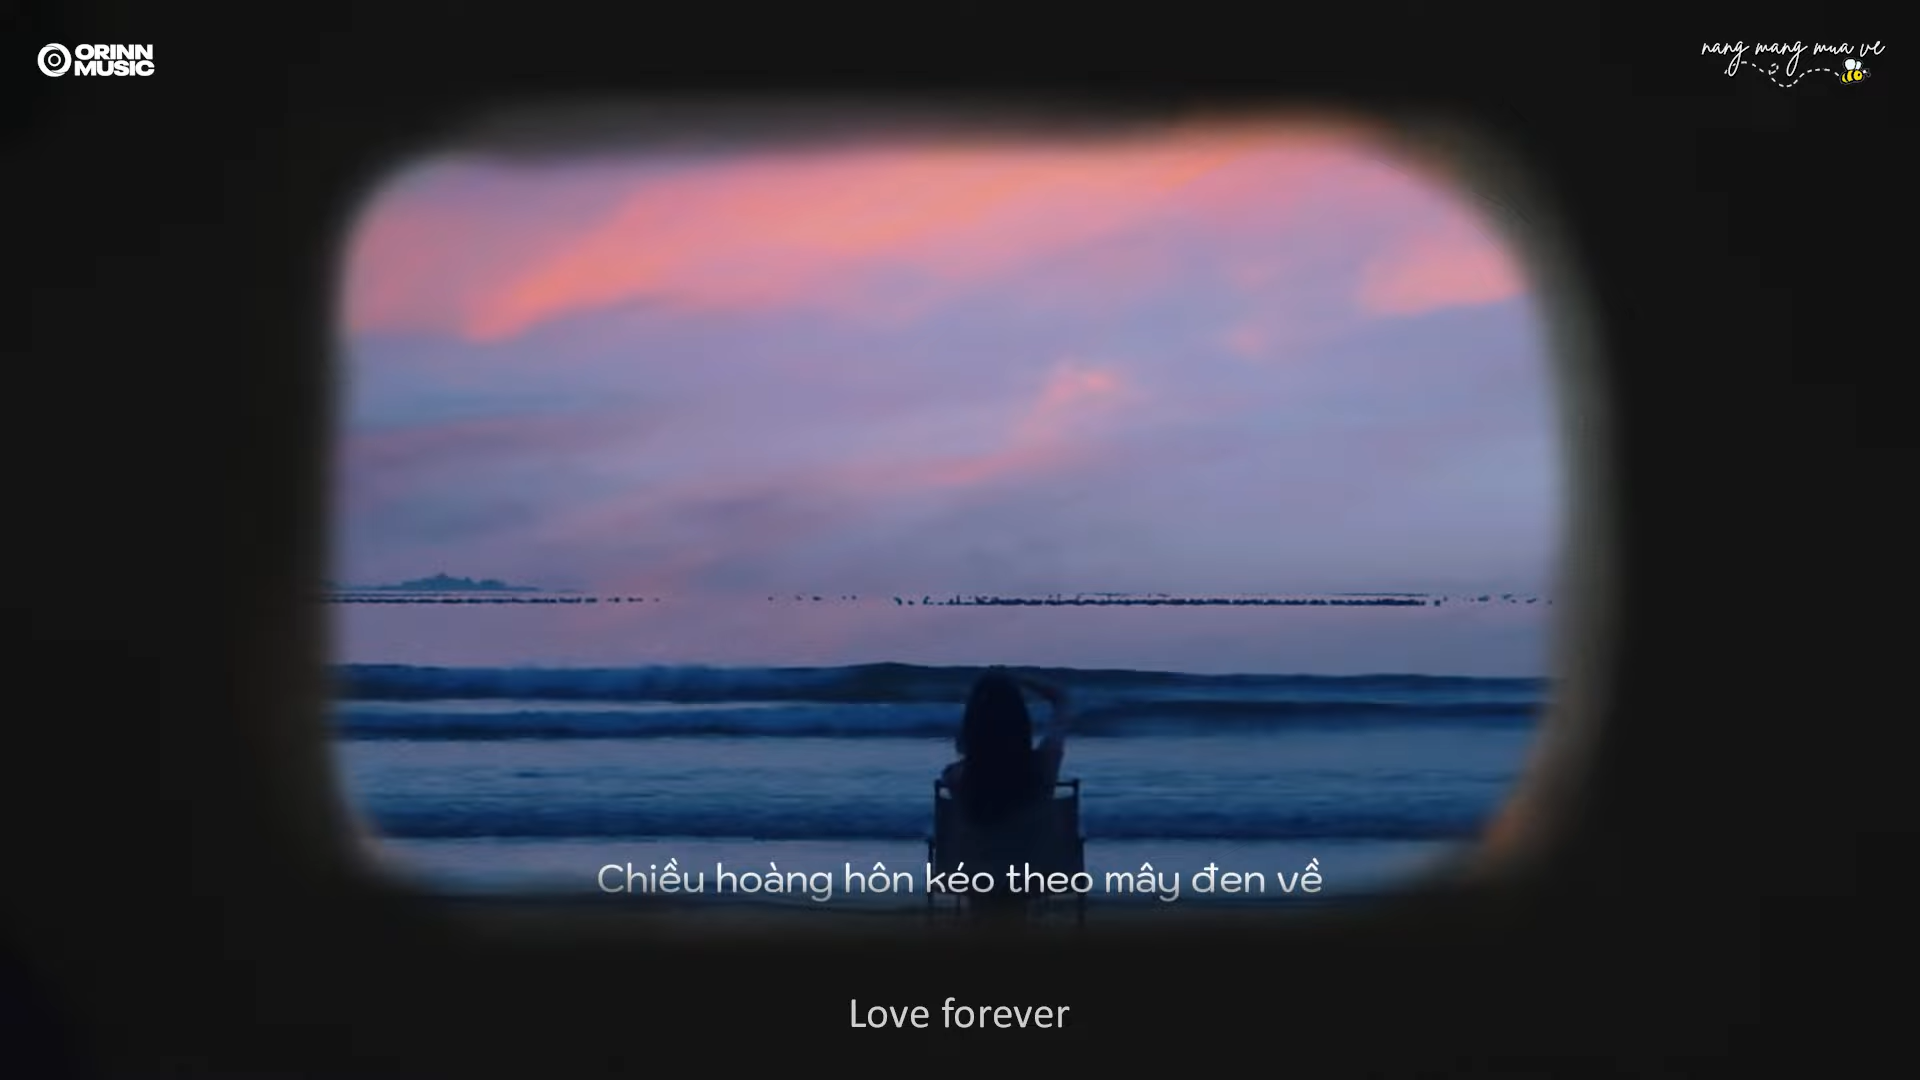 ORINN
MUSIC
nang mang mua ve
Chiều hoàng hôn kéo theo mây đen về
Love forever